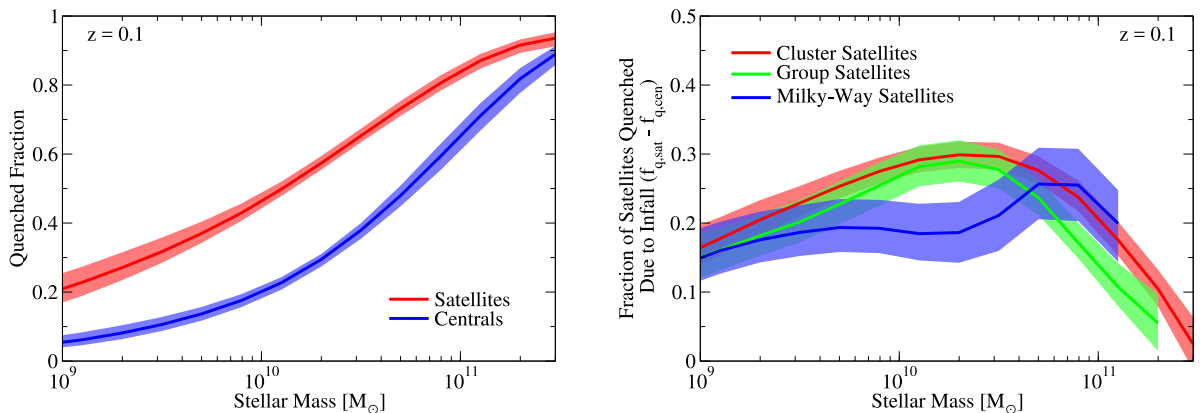 z = 0.1
1
0.8
0.6
0.4
0.2
0
Quenched Fraction
Satellites
Centrals
10^9
10^10
10^11
Stellar Mass [M_⊙]
z = 0.1
0.5
0.4
0.3
0.2
0.1
0
Fraction of Satellites Quenched
Due to Infall (f_q,sat - f_q,cen)
Cluster Satellites
Group Satellites
Milky-Way Satellites
10^9
10^10
10^11
Stellar Mass [M_⊙]